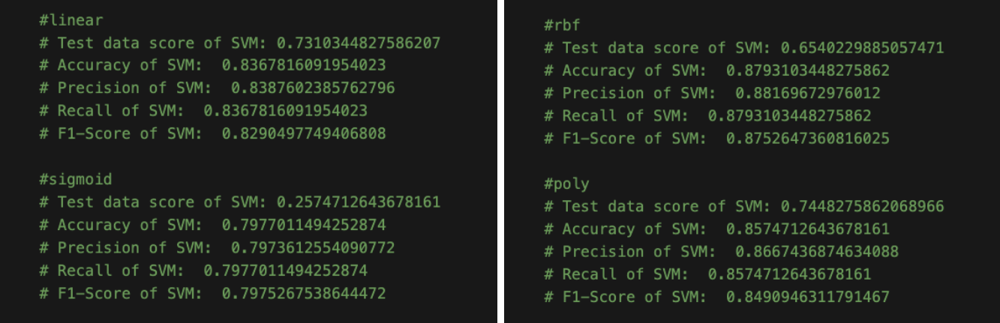 #linear
# Test data score of SVM: 0.7310344827586207
# Accuracy of SVM:  0.8367816091954023
# Precision of SVM:  0.8387602385762796
# Recall of SVM:  0.8367816091954023
# F1-Score of SVM:  0.8290497749406808
#sigmoid
# Test data score of SVM: 0.2574712643678161
# Accuracy of SVM:  0.7977011494252874
# Precision of SVM:  0.7973612554090772
# Recall of SVM:  0.7977011494252874
# F1-Score of SVM:  0.7975267538644472
#rbf
# Test data score of SVM: 0.6540229885057471
# Accuracy of SVM:  0.8793103448275862
# Precision of SVM:  0.88169672976012
# Recall of SVM:  0.8793103448275862
# F1-Score of SVM:  0.8752647360816025
#poly
# Test data score of SVM: 0.7448275862068966
# Accuracy of SVM:  0.8574712643678161
# Precision of SVM:  0.8667436874634088
# Recall of SVM:  0.8574712643678161
# F1-Score of SVM:  0.8490946311791467